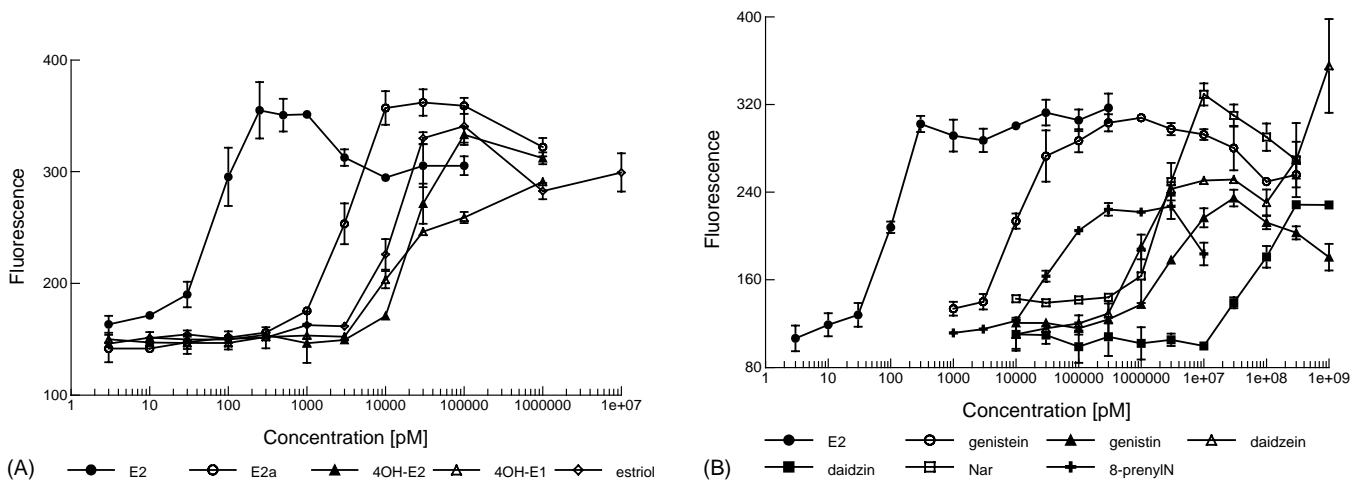 400
300
200
100
Fluorescence
1 10 100 1000 10000 100000 1000000 1e+07
Concentration [pM]
(A)
E2 E2a 4OH-E2 4OH-E1 estriol
400
320
240
160
80
Fluorescence
1 10 100 1000 10000 100000 1000000 1e+07 1e+08 1e+09
Concentration [pM]
(B)
E2 genistein genistin daidzein
daidzin Nar 8-prenylN